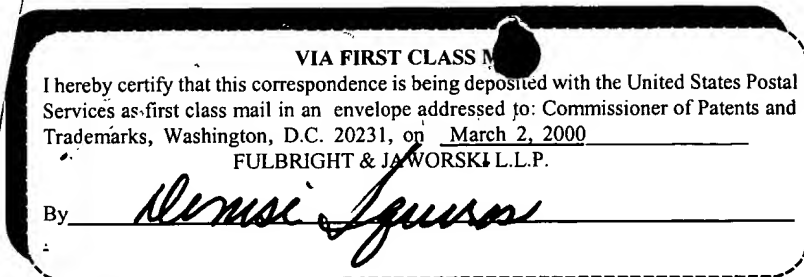 VIA FIRST CLASS M
I hereby certify that this correspondence is being deposited with the United States Postal
Services as first class mail in an envelope addressed to: Commissioner of Patents and
Trademarks, Washington, D.C. 20231, on March 2, 2000
FULBRIGHT & JAWORSKI L.L.P.
By Denise